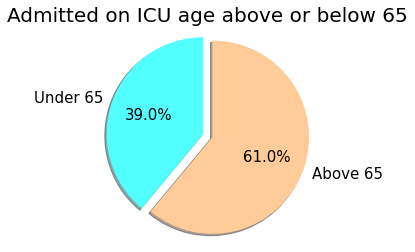 Admitted on ICU age above or below 65
Under 65
39.0%
61.0%
Above 65